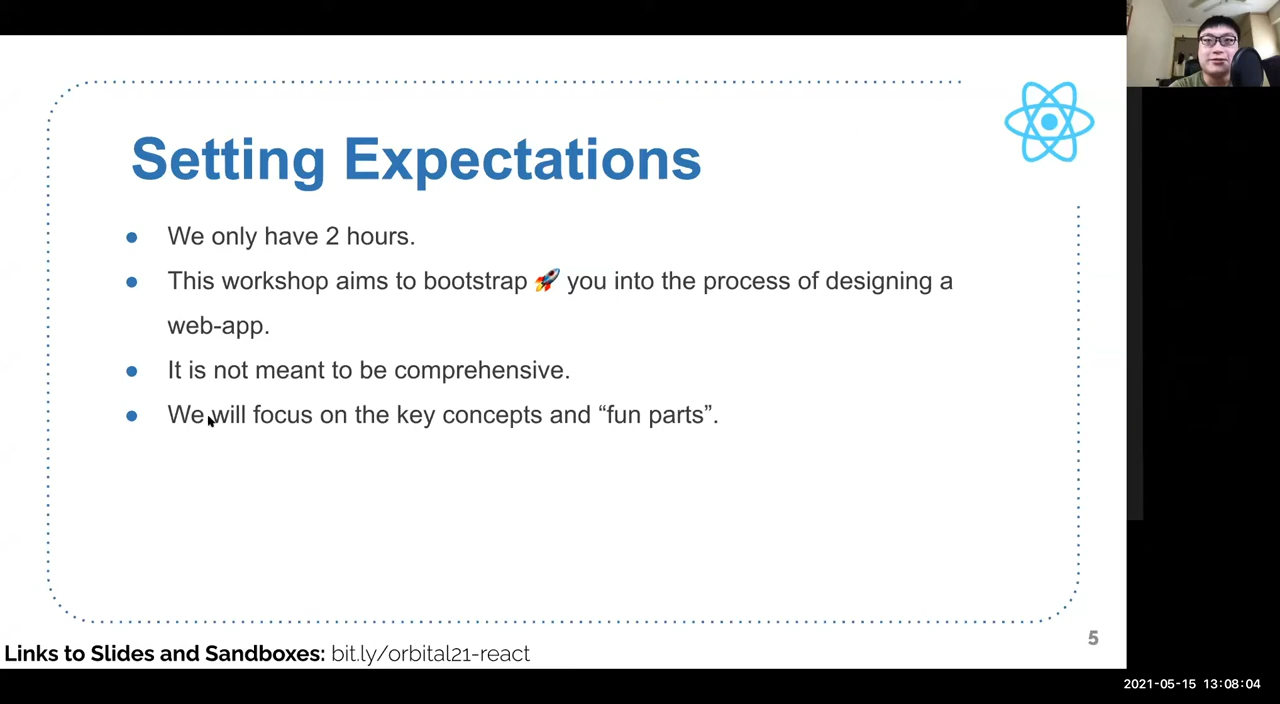 Setting Expectations
● We only have 2 hours.
● This workshop aims to bootstrap 🚀 you into the process of designing a
web-app.
● It is not meant to be comprehensive.
● We will focus on the key concepts and “fun parts”.
5
Links to Slides and Sandboxes: bit.ly/orbital21-react
2021-05-15 13:08:04